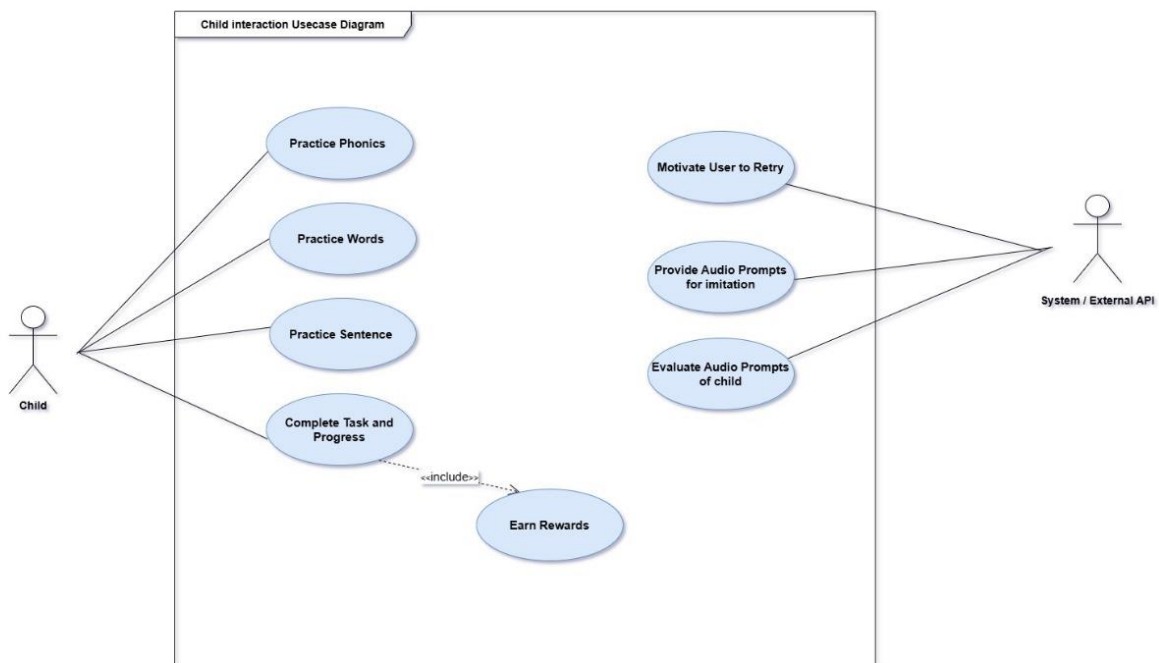 Child interaction Usecase Diagram
Practice Phonics
Practice Words
Practice Sentence
Complete Task and
Progress
<<include>>
Earn Rewards
Motivate User to Retry
Provide Audio Prompts
for imitation
Evaluate Audio Prompts
of child
Child
System / External API